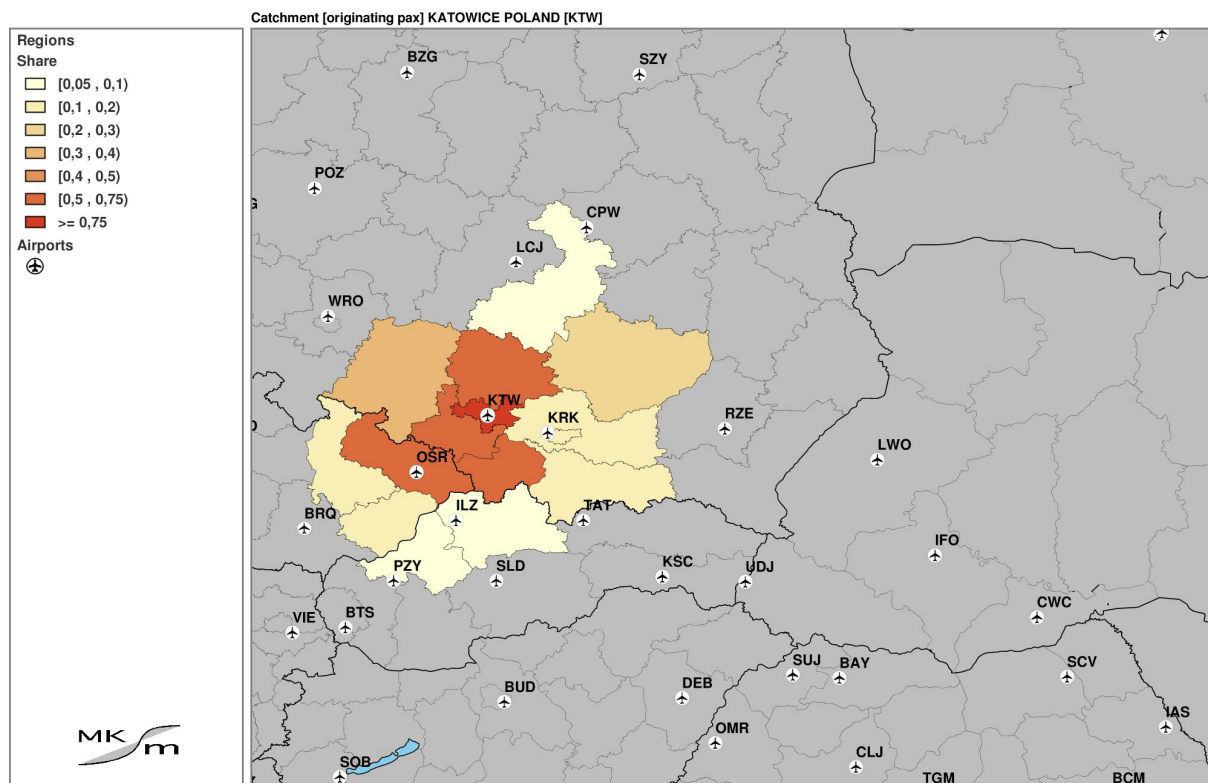 Catchment [originating pax] KATOWICE POLAND [KTW]
Regions
Share
[0,05 , 0,1)
[0,1 , 0,2)
[0,2 , 0,3)
[0,3 , 0,4)
[0,4 , 0,5)
[0,5 , 0,75)
>= 0,75
Airports
MK
m
BZG
SZY
POZ
CPW
LCJ
WRO
KTW
KRK
RZE
LWO
OSR
BRQ
ILZ
TAT
IFO
PZY
SLD
KSC
UDJ
CWC
VIE
BTS
SUJ
BAY
SCV
BUD
DEB
OMR
IAS
SOB
CLJ
TGM
BCM